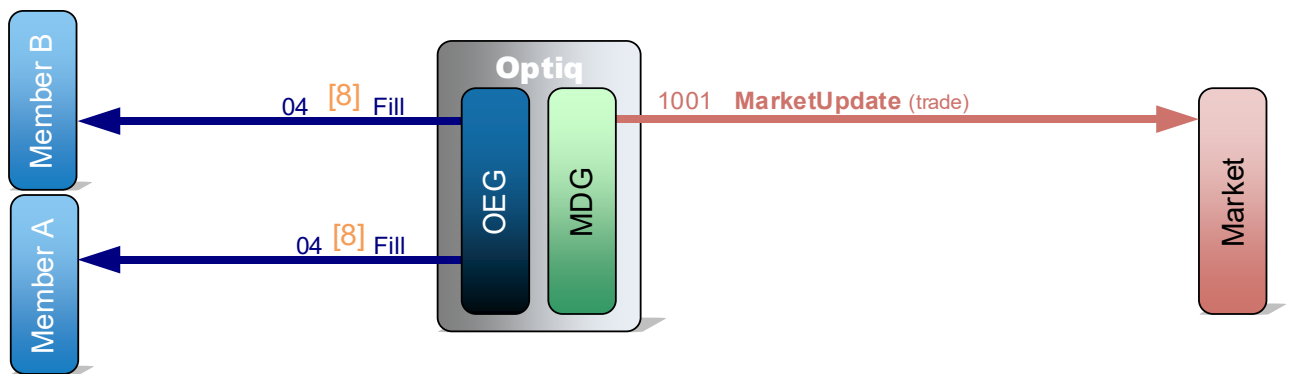 Optiq
Member B
04 [8] Fill
OEG
MDG
1001 MarketUpdate (trade)
Market
Member A
04 [8] Fill